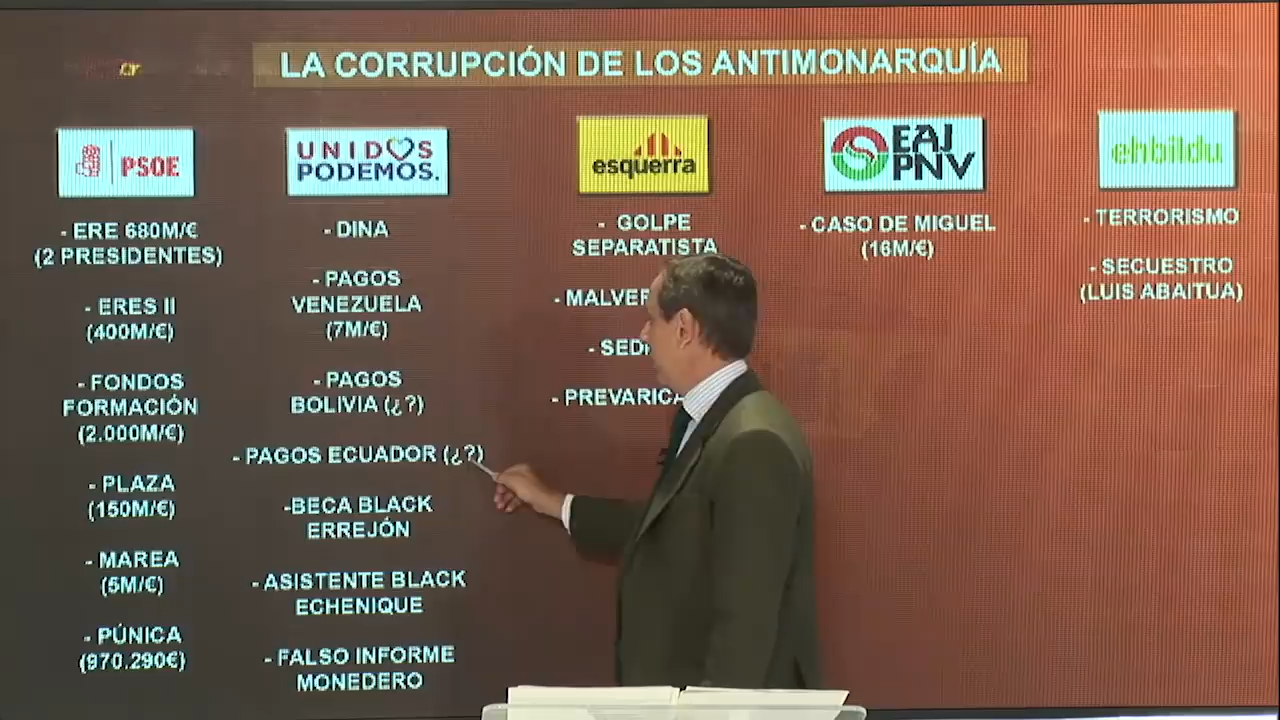 LA CORRUPCIÓN DE LOS ANTIMONARQUÍA
PSOE
- ERE 680M/€
(2 PRESIDENTES)
- ERES II
(400M/€)
- FONDOS
FORMACIÓN
(2.000M/€)
- PLAZA
(150M/€)
- MAREA
(5M/€)
- PÚNICA
(970.290€)
UNIDOS
PODEMOS.
- DINA
- PAGOS
VENEZUELA
(7M/€)
- PAGOS
BOLIVIA (¿?)
- PAGOS ECUADOR (¿?)
-BECA BLACK
ERREJÓN
- ASISTENTE BLACK
ECHENIQUE
- FALSO INFORME
MONEDERO
esquerra
- GOLPE
SEPARATISTA
EAJ
PNV
- CASO DE MIGUEL
(16M/€)
ehbildu
- TERRORISMO
- SECUESTRO
(LUIS ABAITUA)